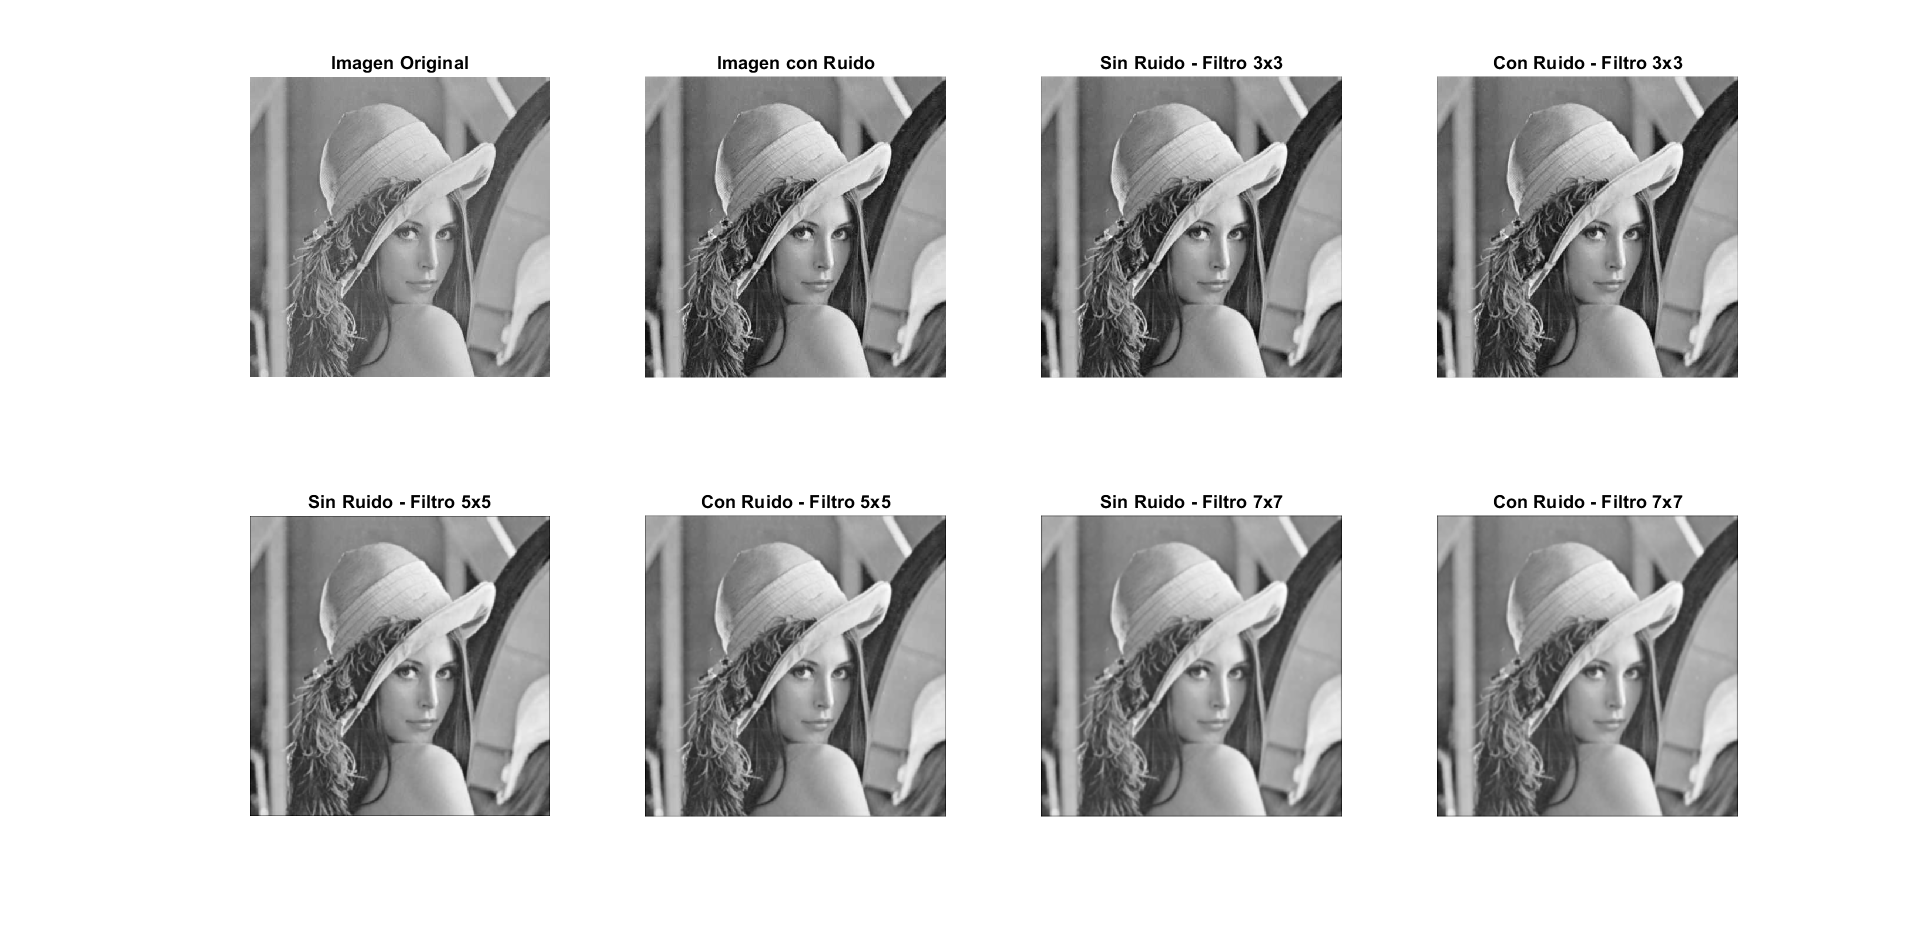 Imagen Original
Imagen con Ruido
Sin Ruido - Filtro 3x3
Con Ruido - Filtro 3x3
Sin Ruido - Filtro 5x5
Con Ruido - Filtro 5x5
Sin Ruido - Filtro 7x7
Con Ruido - Filtro 7x7